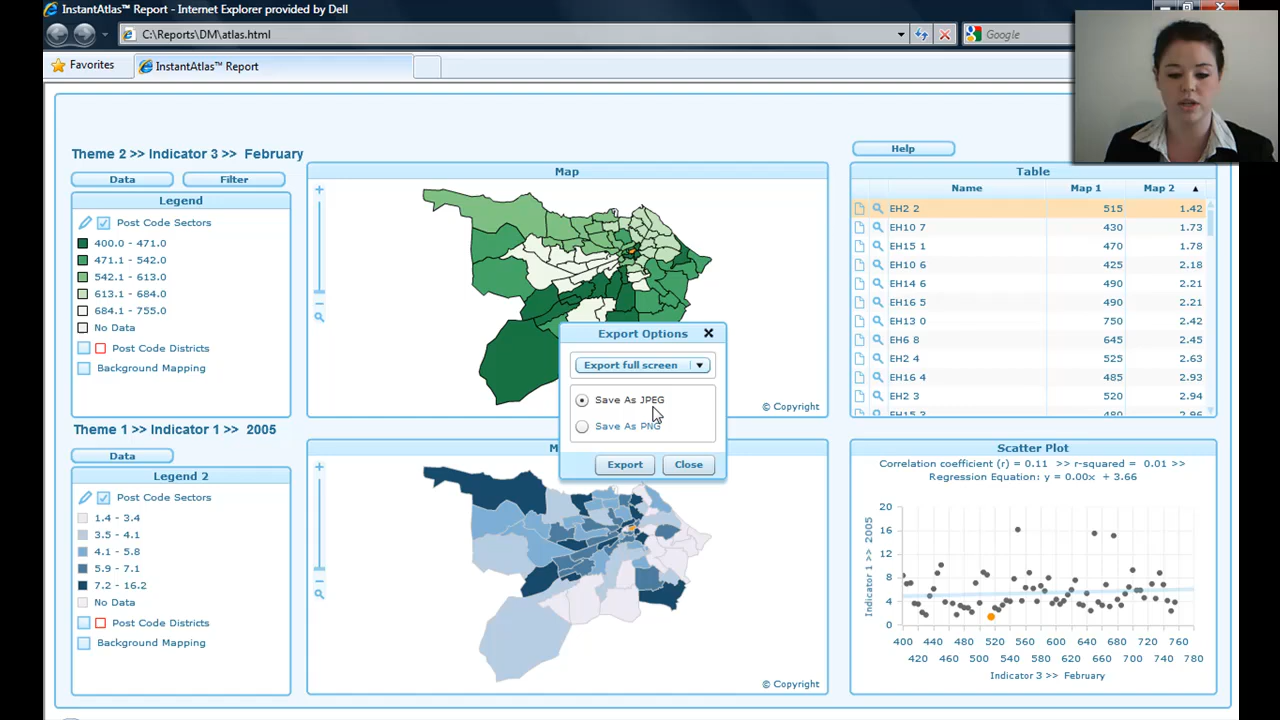 InstantAtlas™ Report - Internet Explorer provided by Dell
C:\Reports\DM\atlas.html
Google
Favorites
InstantAtlas™ Report
Theme 2 >> Indicator 3 >> February
Data
Filter
Legend
Post Code Sectors
400.0 - 471.0
471.1 - 542.0
542.1 - 613.0
613.1 - 684.0
684.1 - 755.0
No Data
Post Code Districts
Background Mapping
Map
© Copyright
Export Options
Export full screen
Save As JPEG
Save As PNG
Export
Close
Help
Table
Name Map 1 Map 2
EH2 2 515 1.42
EH10 7 430 1.73
EH15 1 470 1.78
EH10 6 425 2.18
EH14 6 490 2.21
EH16 5 490 2.21
EH13 0 750 2.42
EH6 8 645 2.45
EH2 4 525 2.63
EH16 4 485 2.93
EH2 3 525 2.94
Theme 1 >> Indicator 1 >> 2005
Data
Legend 2
Post Code Sectors
1.4 - 3.4
3.5 - 4.1
4.1 - 5.8
5.9 - 7.1
7.2 - 16.2
No Data
Post Code Districts
Background Mapping
© Copyright
Scatter Plot
Correlation coefficient (r) = 0.11 >> r-squared = 0.01 >>
Regression Equation: y = 0.00x + 3.66
Indicator 1 >> 2005
20
16
12
8
4
0
400 440 480 520 560 600 640 680 720 760
420 460 500 540 580 620 660 700 740 780
Indicator 3 >> February